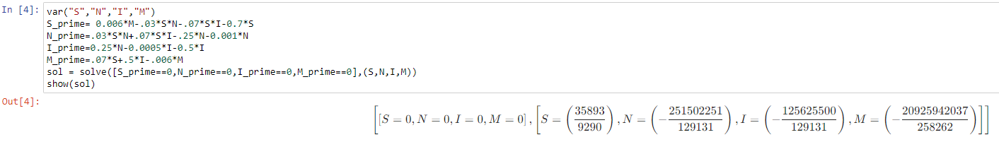 In [4]: var("S","N","I","M")
S_prime= 0.006*M-.03*S*N-.07*S*I-0.7*S
N_prime=.03*S*N+.07*S*I-.25*N-0.001*N
I_prime=0.25*N-0.0005*I-0.5*I
M_prime=.07*S+.5*I-.006*M
sol = solve([S_prime==0,N_prime==0,I_prime==0,M_prime==0],(S,N,I,M))
show(sol)
Out[4]: [[S = 0, N = 0, I = 0, M = 0], [S = (35893/9290), N = (−251502251/129131), I = (−125625500/129131), M = (−20925942037/258262)]]